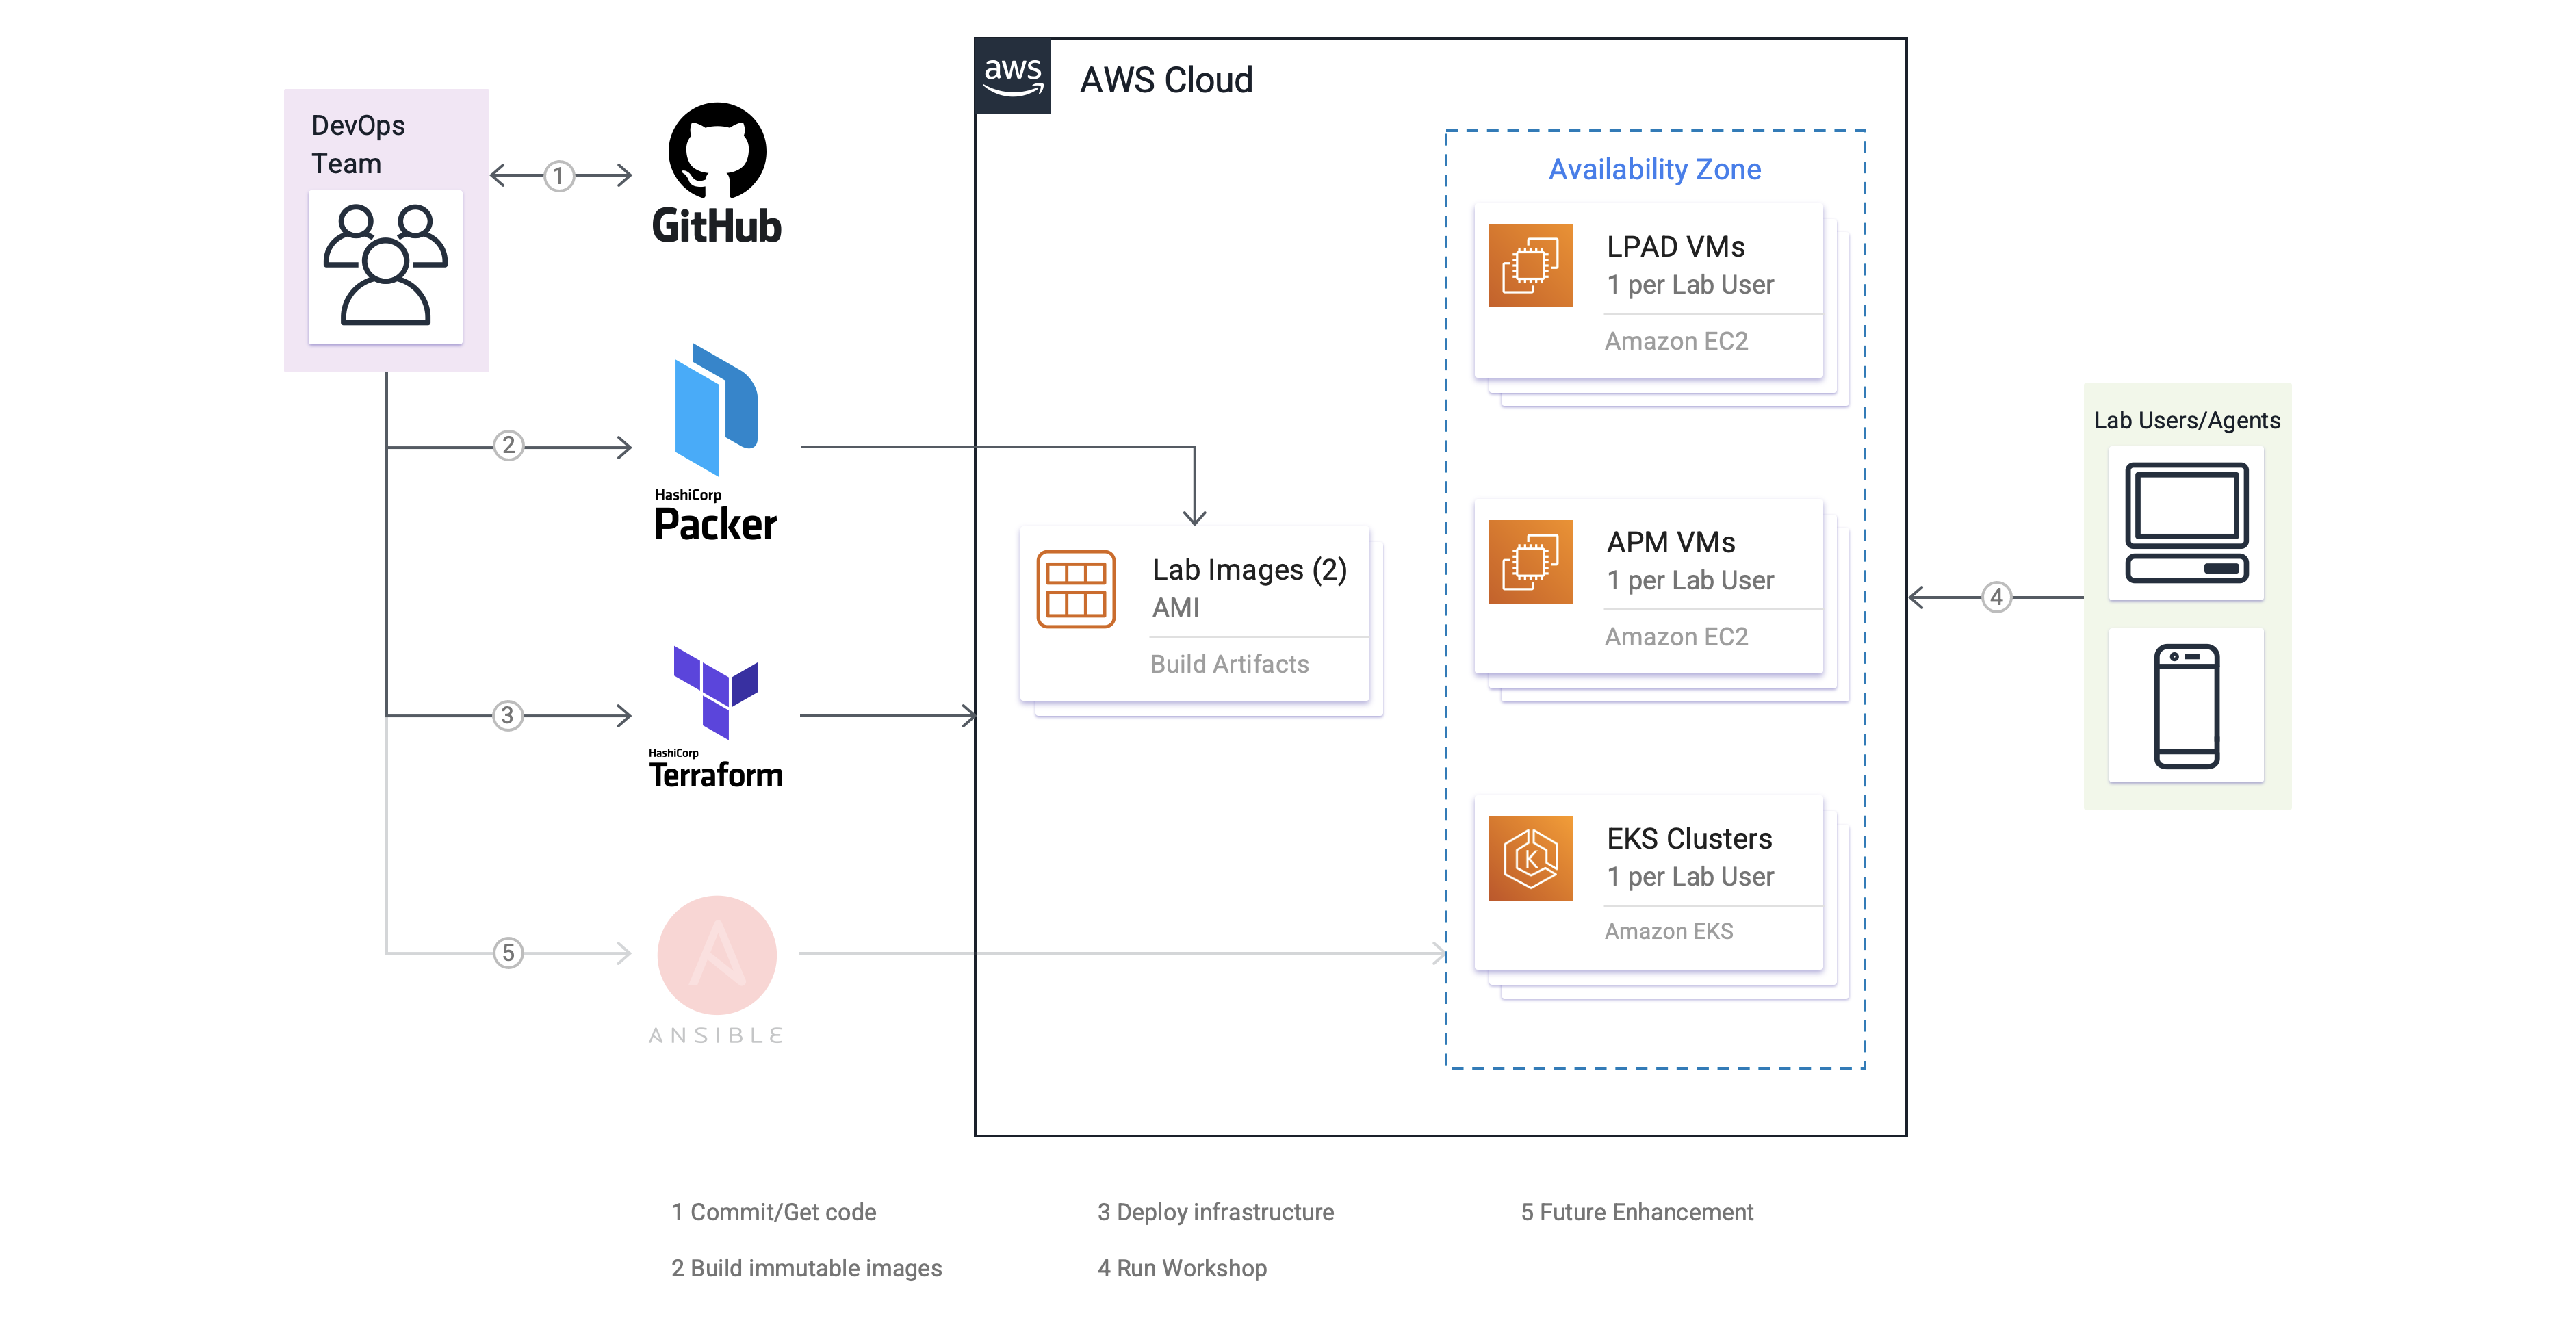 aws
AWS Cloud
DevOps
Team
1
GitHub
Availability Zone
LPAD VMs
1 per Lab User
Amazon EC2
2
HashiCorp
Packer
Lab Images (2)
AMI
Build Artifacts
APM VMs
1 per Lab User
Amazon EC2
Lab Users/Agents
4
3
HashiCorp
Terraform
EKS Clusters
1 per Lab User
Amazon EKS
K
5
A
ANSIBLE
1 Commit/Get code
3 Deploy infrastructure
5 Future Enhancement
2 Build immutable images
4 Run Workshop